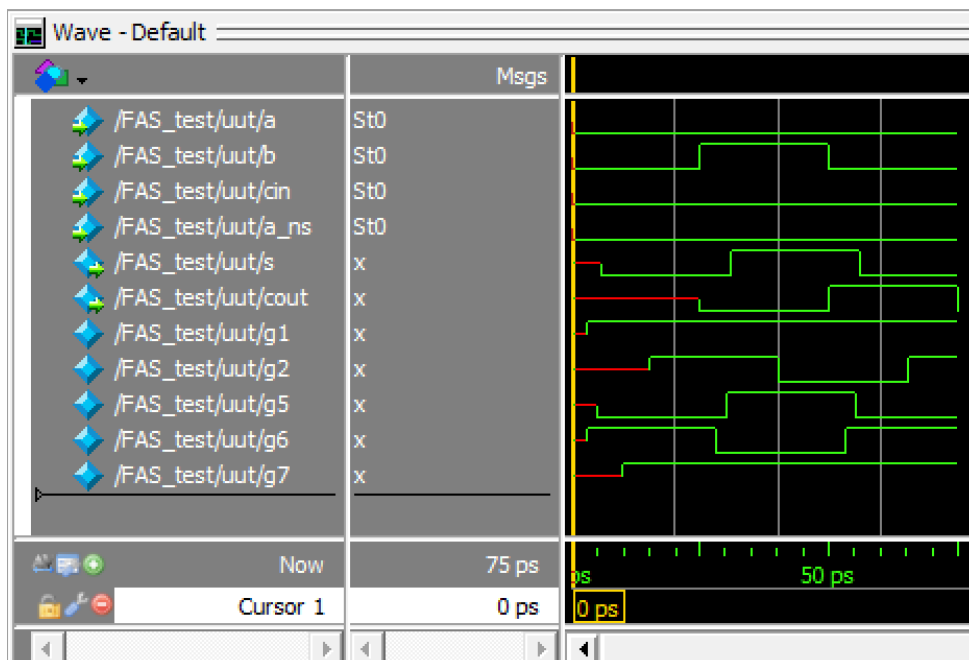 Wave - Default
Msgs
/FAS_test/uut/a St0
/FAS_test/uut/b St0
/FAS_test/uut/cin St0
/FAS_test/uut/a_ns St0
/FAS_test/uut/s x
/FAS_test/uut/cout x
/FAS_test/uut/g1 x
/FAS_test/uut/g2 x
/FAS_test/uut/g5 x
/FAS_test/uut/g6 x
/FAS_test/uut/g7 x
Now 75 ps ps 50 ps
Cursor 1 0 ps 0 ps